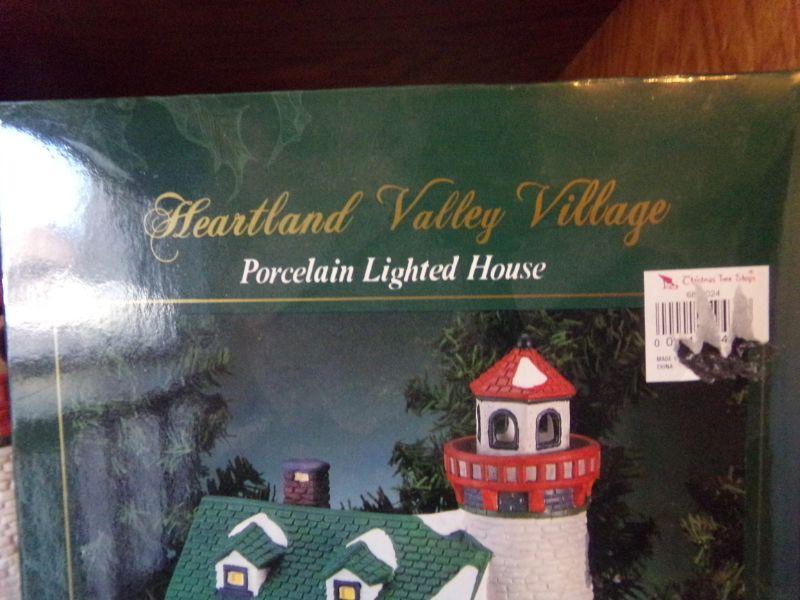 Heartland Valley Village
Porcelain Lighted House
Christmas Tree Shops
MADE
CHINA